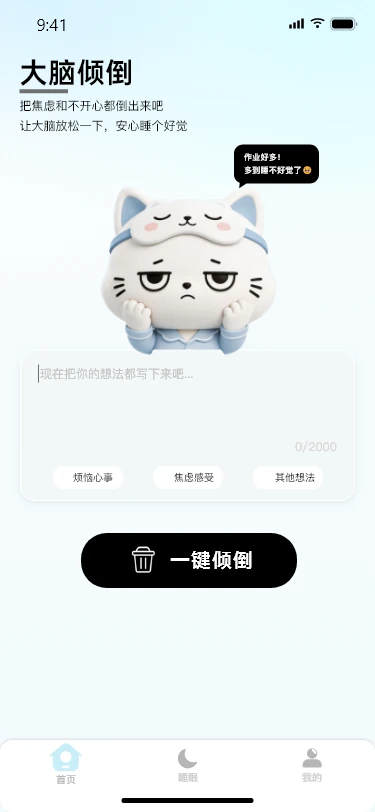 9:41
大脑倾倒
把焦虑和不开心都倒出来吧
让大脑放松一下，安心睡个好觉
作业好多！
多到睡不好觉了
现在把你的想法都写下来吧...
0/2000
烦恼心事
焦虑感受
其他想法
一键倾倒
首页
睡眠
我的